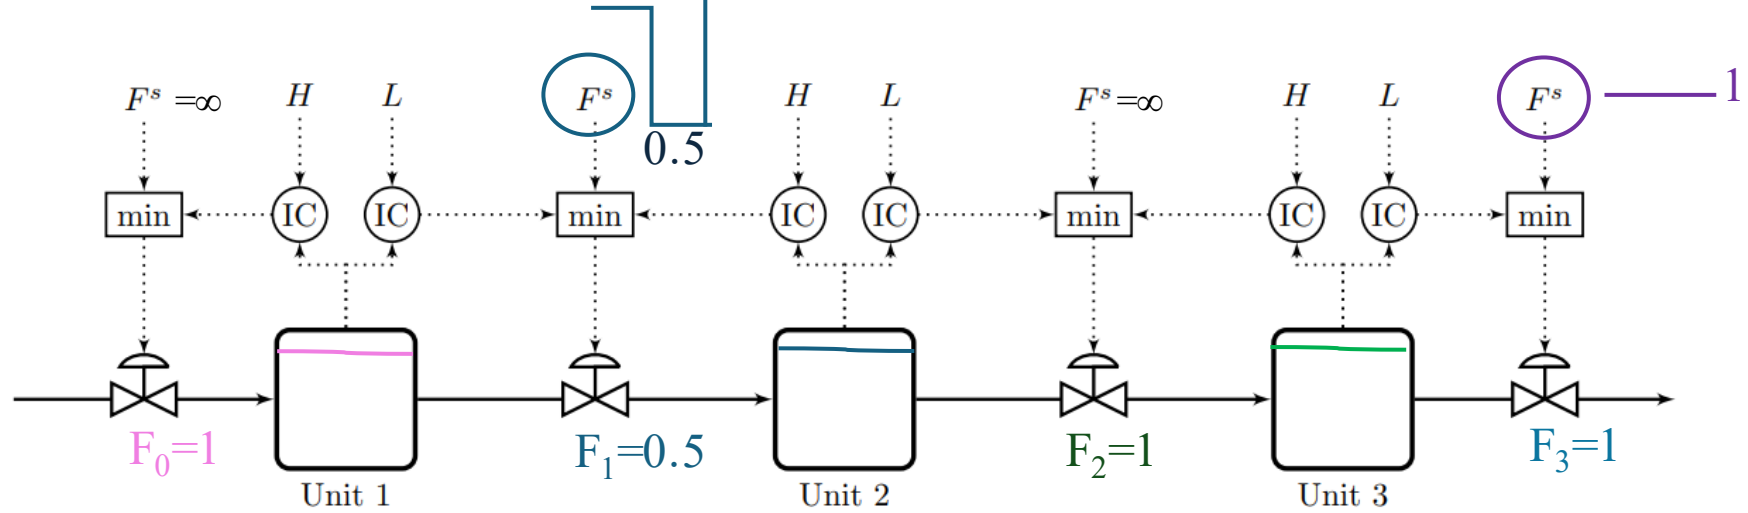 F^s =∞ H L F^s H L F^s=∞ H L F^s 1
0.5
min IC IC min IC IC min IC IC min
F₀=1 F₁=0.5 F₂=1 F₃=1
Unit 1 Unit 2 Unit 3